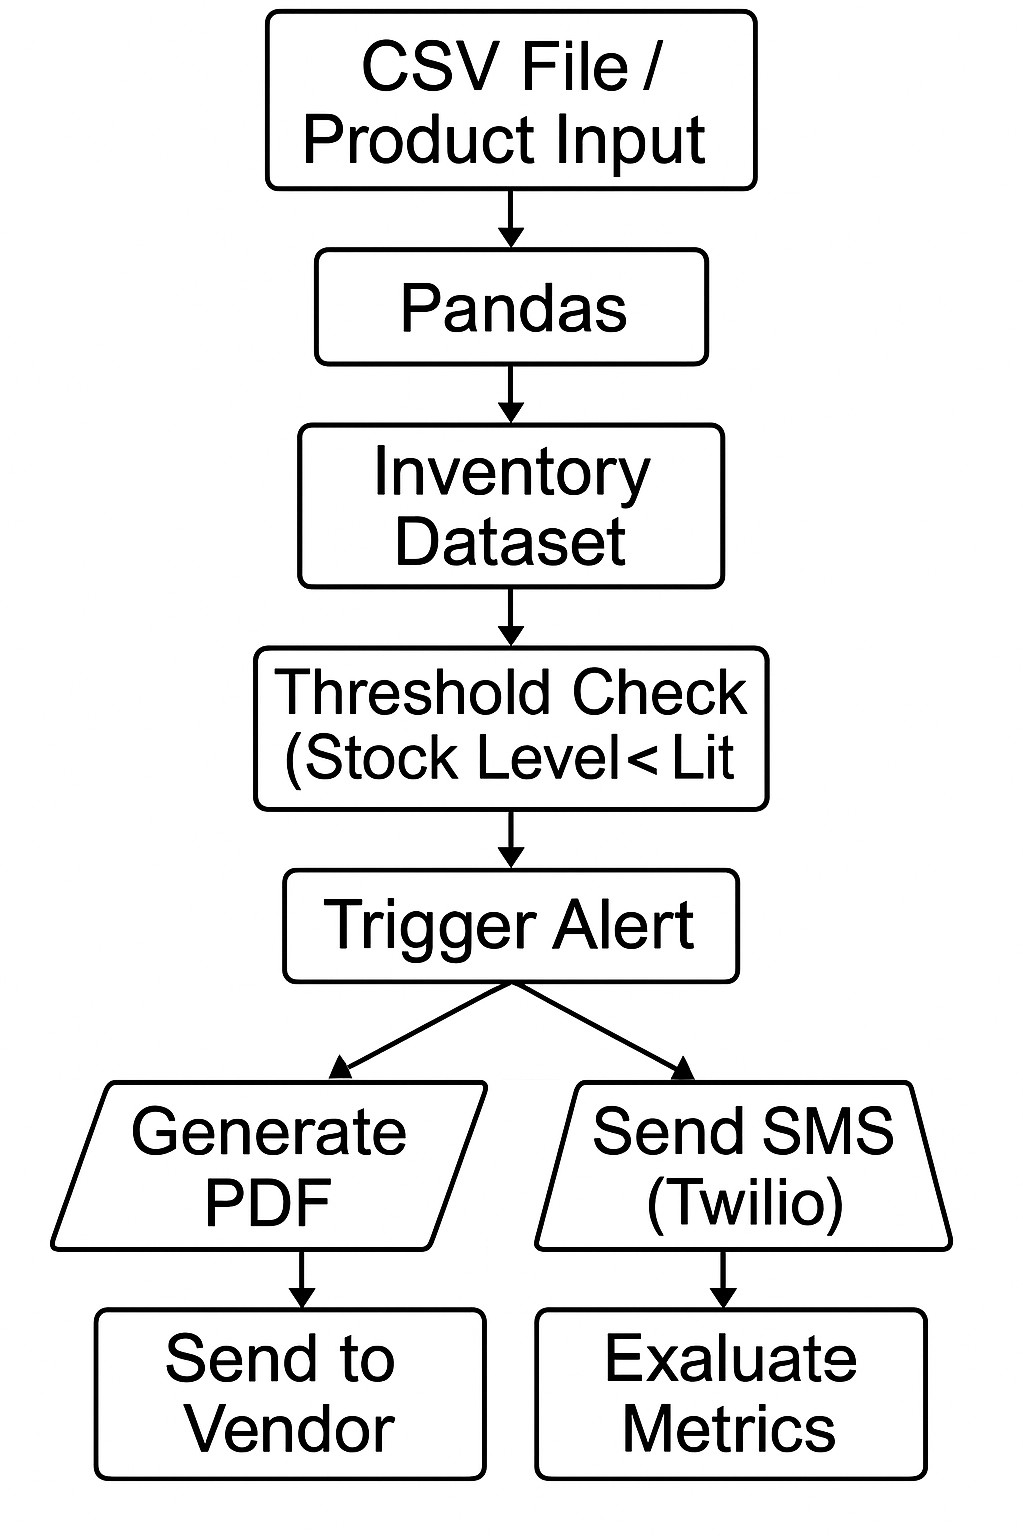 CSV File /
Product Input
Pandas
Inventory
Dataset
Threshold Check
(Stock Level < Lit
Trigger Alert
Generate
PDF
Send SMS
(Twilio)
Send to
Vendor
Exaluate
Metrics